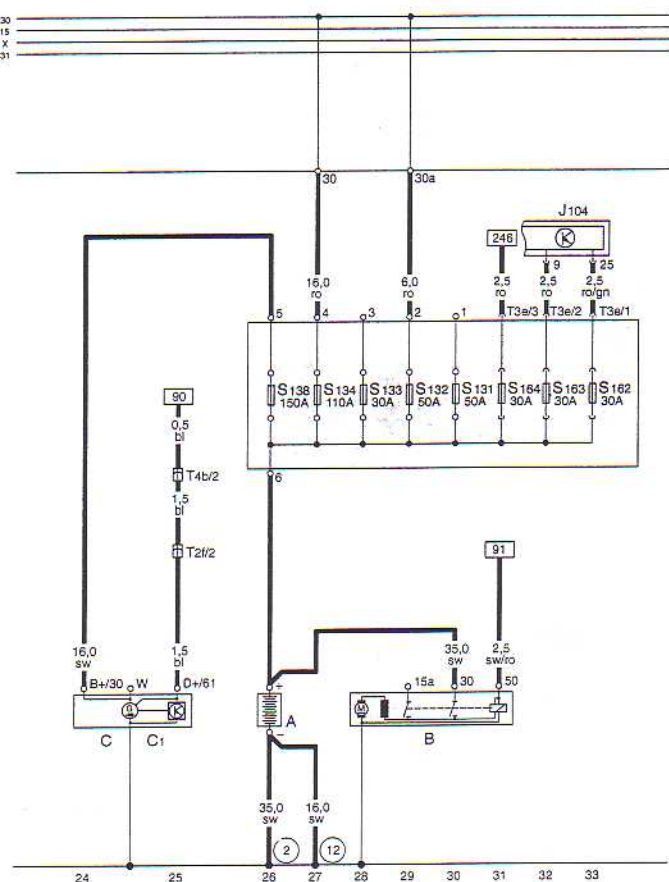 30
15
X
31
30 30a
J104
246
9 25
16,0
ro
6,0
ro
2,5
ro
2,5
ro
2,5
ro/gn
5 4 3 2 1 T3e/3 T3e/2 T3e/1
S138
150A
S134
110A
S133
30A
S132
50A
S131
50A
S164
30A
S163
30A
S162
30A
90
0,5
bl
T4b/2
1,5
bl
T2f/2
6
91
16,0
sw
1,5
bl
35,0
sw
2,5
sw/ro
B+/30 W D+/61
G
C C1
+
A
−
15a 30 50
M
B
35,0
sw
16,0
sw
2 12
24 25 26 27 28 29 30 31 32 33